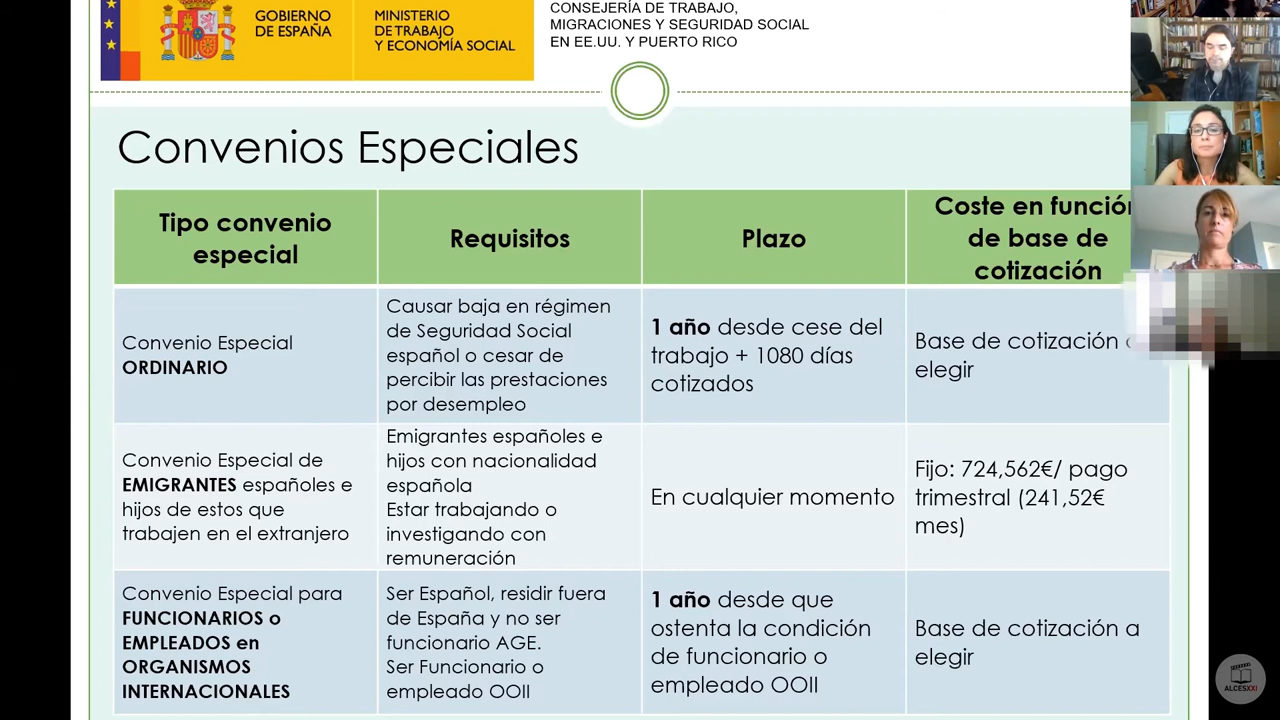 GOBIERNO
DE ESPAÑA
MINISTERIO
DE TRABAJO
Y ECONOMÍA SOCIAL
CONSEJERÍA DE TRABAJO,
MIGRACIONES Y SEGURIDAD SOCIAL
EN EE.UU. Y PUERTO RICO
Convenios Especiales
Tipo convenio
especial
Requisitos
Plazo
Coste en función
de base de
cotización
Convenio Especial
ORDINARIO
Causar baja en régimen
de Seguridad Social
español o cesar de
percibir las prestaciones
por desempleo
1 año desde cese del
trabajo + 1080 días
cotizados
Base de cotización a
elegir
Convenio Especial de
EMIGRANTES españoles e
hijos de estos que
trabajen en el extranjero
Emigrantes españoles e
hijos con nacionalidad
española
Estar trabajando o
investigando con
remuneración
En cualquier momento
Fijo: 724,562€/ pago
trimestral (241,52€
mes)
Convenio Especial para
FUNCIONARIOS o
EMPLEADOS en
ORGANISMOS
INTERNACIONALES
Ser Español, residir fuera
de España y no ser
funcionario AGE.
Ser Funcionario o
empleado OOII
1 año desde que
ostenta la condición
de funcionario o
empleado OOII
Base de cotización a
elegir
ALCESXXI